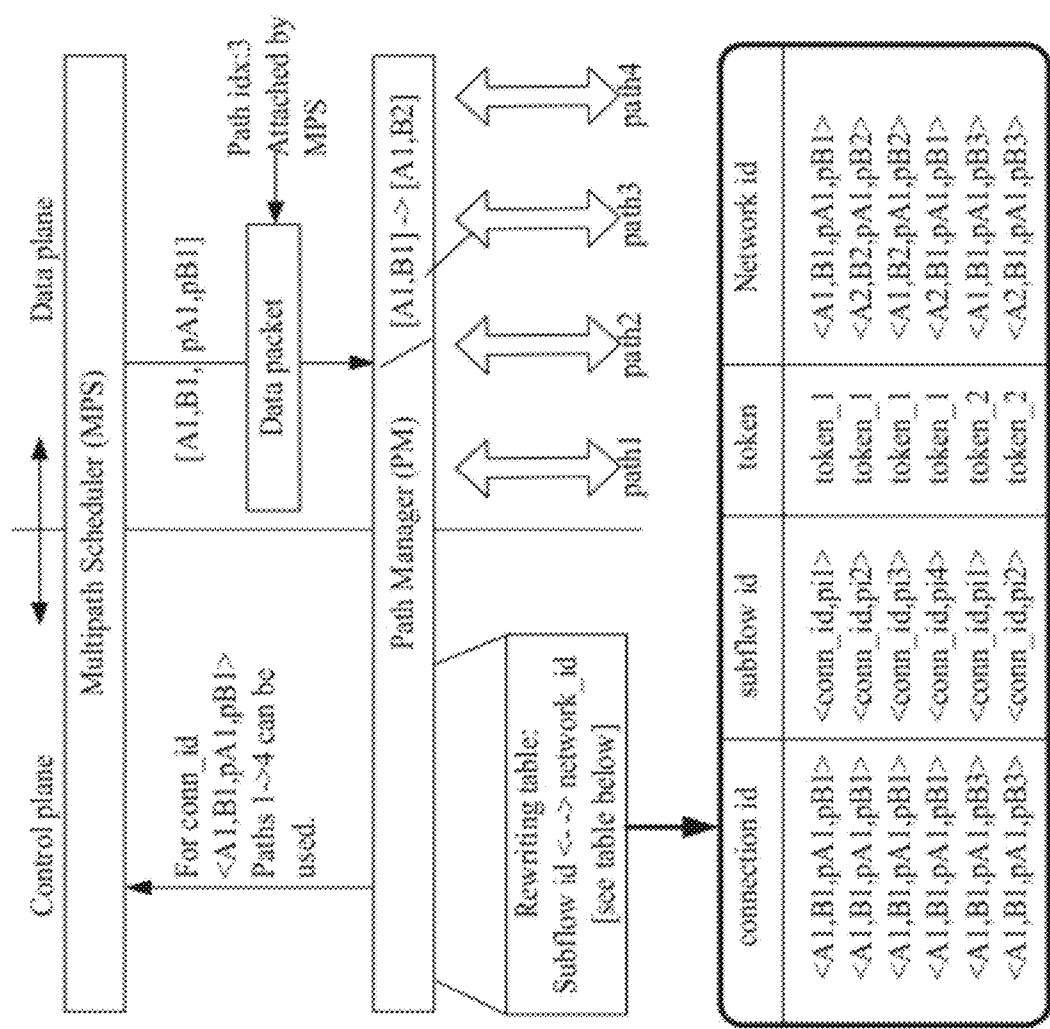 Control plane
Data plane
Multipath Scheduler (MPS)
For conn_id
<A1,B1,pA1,pB1>
Paths 1->4 can be
used.
[A1,B1, pA1,pB1]
Data packet
Path idx:3
Attached by
MPS
Path Manager (PM)
[A1,B1] -> [A1,B2]
path1
path2
path3
path4
Rewriting table:
Subflow id <--> network_id
[see table below]
connection id subflow id token Network id
<A1,B1,pA1,pB1> <conn_id,pi1> token_1 <A1,B1,pA1,pB1>
<A1,B1,pA1,pB1> <conn_id,pi2> token_1 <A2,B2,pA1,pB2>
<A1,B1,pA1,pB1> <conn_id,pi3> token_1 <A1,B2,pA1,pB2>
<A1,B1,pA1,pB1> <conn_id,pi4> token_1 <A2,B1,pA1,pB1>
<A1,B1,pA1,pB3> <conn_id,pi1> token_2 <A1,B1,pA1,pB3>
<A1,B1,pA1,pB3> <conn_id,pi2> token_2 <A2,B1,pA1,pB3>